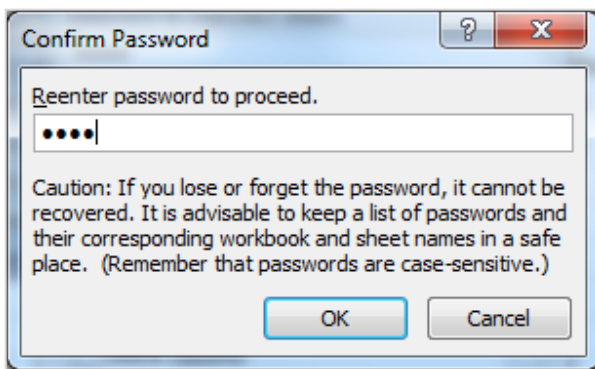 Confirm Password
Reenter password to proceed.
••••
Caution: If you lose or forget the password, it cannot be
recovered. It is advisable to keep a list of passwords and
their corresponding workbook and sheet names in a safe
place.  (Remember that passwords are case-sensitive.)
OK Cancel